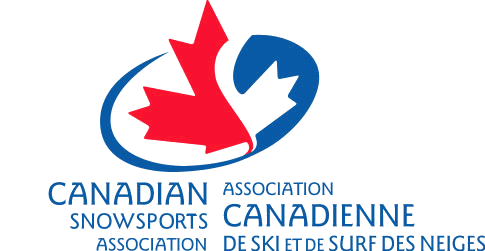 CANADIAN
SNOWSPORTS
ASSOCIATION
ASSOCIATION
CANADIENNE
DE SKI ET DE SURF DES NEIGES